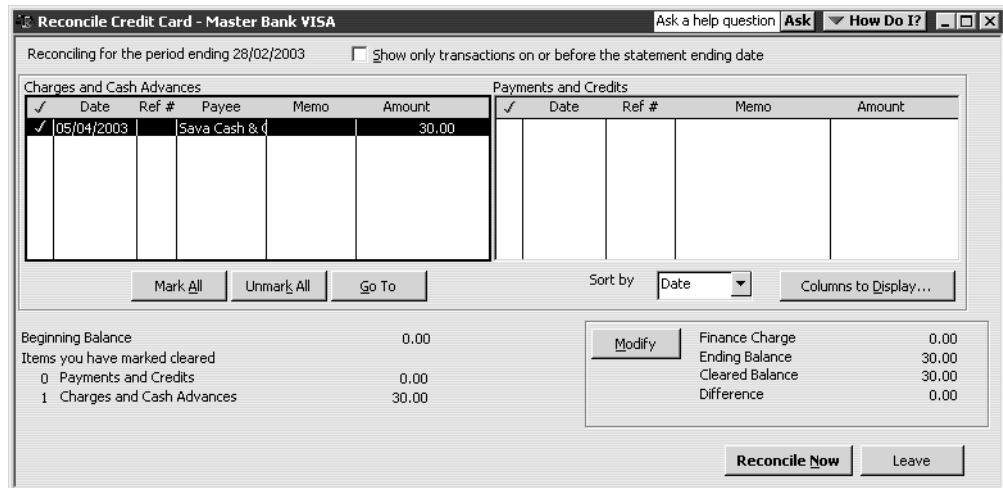 Reconcile Credit Card - Master Bank VISA Ask a help question Ask How Do I?
Reconciling for the period ending 28/02/2003 Show only transactions on or before the statement ending date
Charges and Cash Advances Payments and Credits
✓ Date Ref # Payee Memo Amount ✓ Date Ref # Memo Amount
✓ 05/04/2003 Sava Cash & 30.00
Mark All Unmark All Go To Sort by Date Columns to Display...
Beginning Balance 0.00
Items you have marked cleared
0 Payments and Credits 0.00
1 Charges and Cash Advances 30.00
Modify Finance Charge 0.00
Ending Balance 30.00
Cleared Balance 30.00
Difference 0.00
Reconcile Now Leave